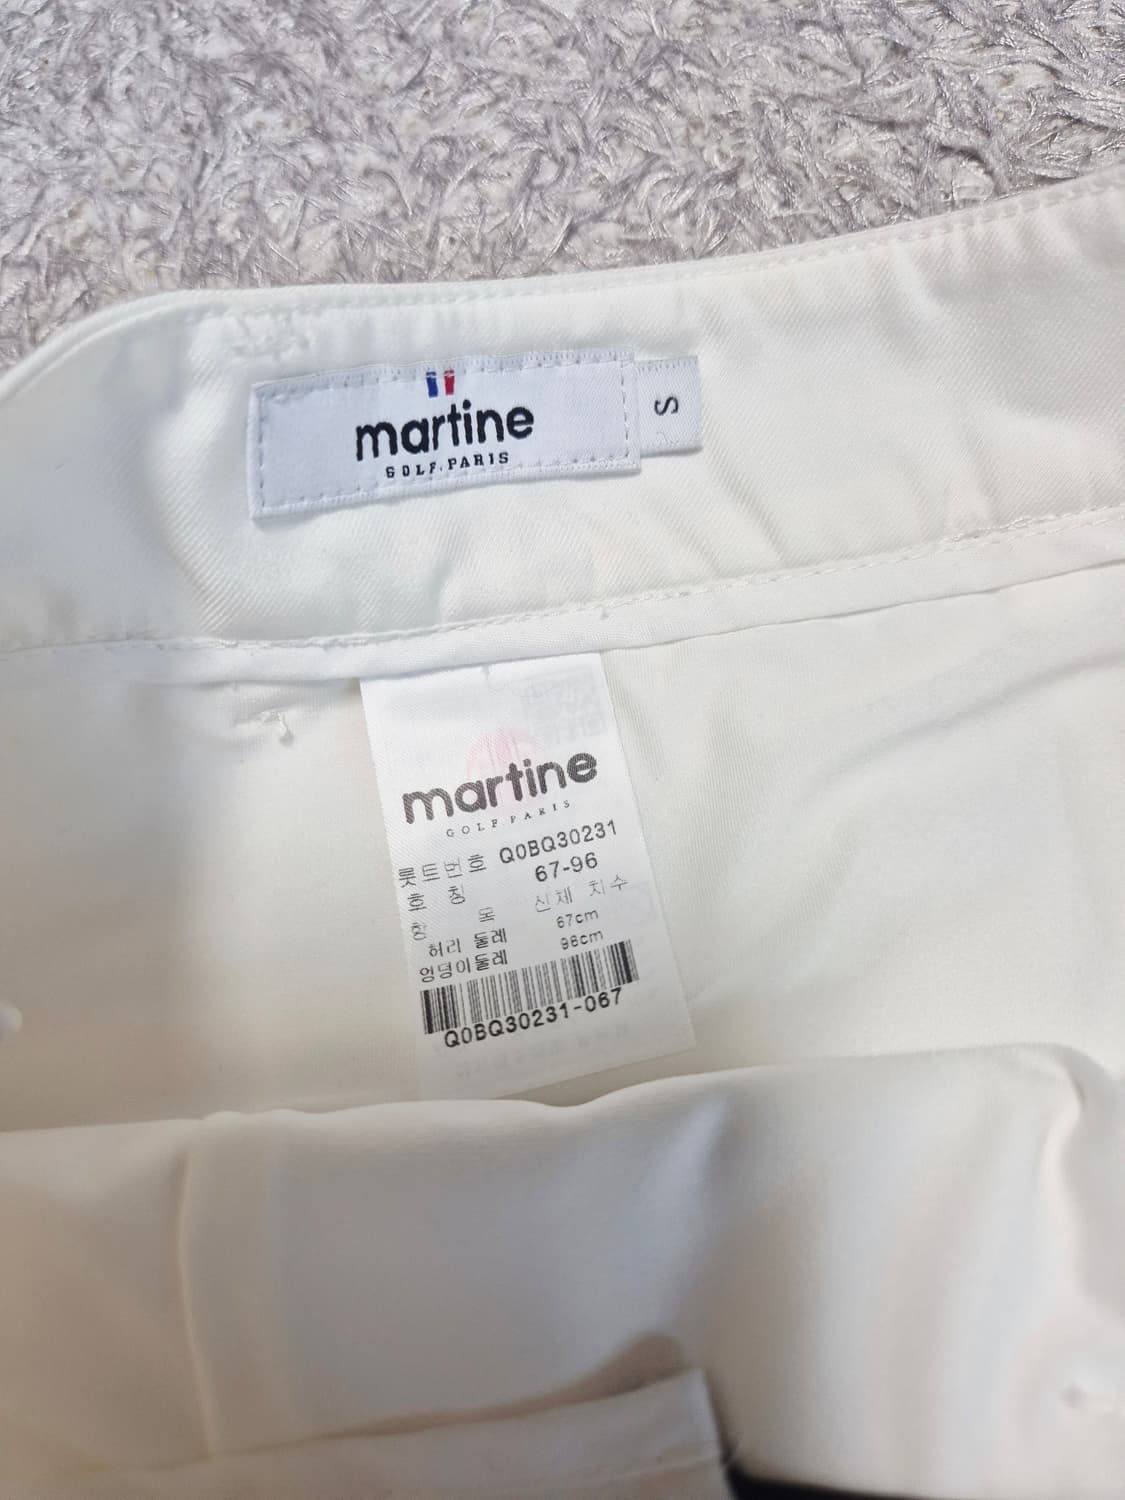 martine
GOLF.PARIS
S
martine
GOLF.PARIS
롯트번호 Q0BQ30231
호 칭 67-96
항 목 신체 치수
허리 둘레 67cm
엉덩이둘레 96cm
Q0BQ30231-067